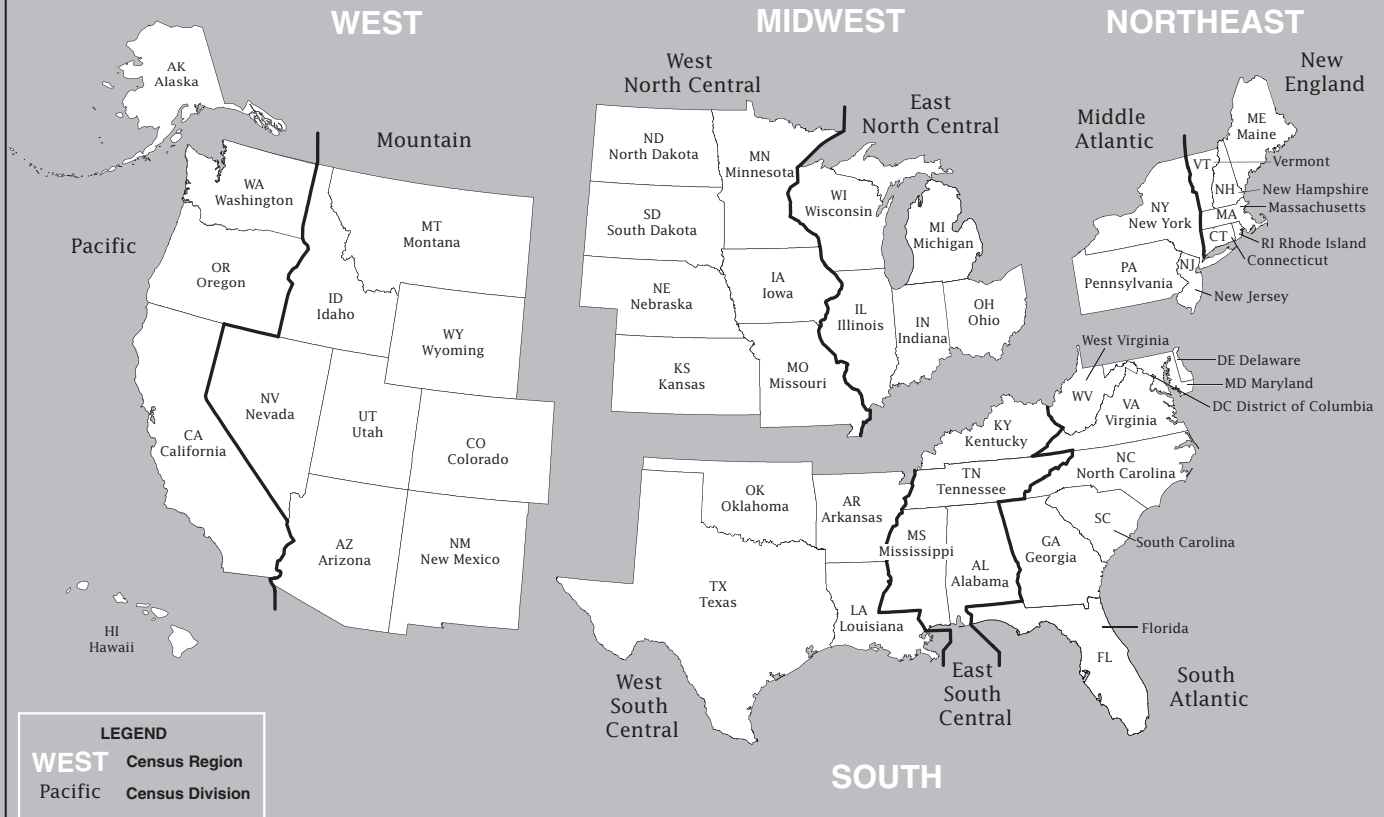 WEST
MIDWEST
NORTHEAST
AK
Alaska
Pacific
WA
Washington
OR
Oregon
CA
California
HI
Hawaii
Mountain
MT
Montana
ID
Idaho
WY
Wyoming
NV
Nevada
UT
Utah
CO
Colorado
AZ
Arizona
NM
New Mexico
West
North Central
ND
North Dakota
MN
Minnesota
SD
South Dakota
NE
Nebraska
IA
Iowa
KS
Kansas
MO
Missouri
East
North Central
WI
Wisconsin
MI
Michigan
IL
Illinois
IN
Indiana
OH
Ohio
Middle
Atlantic
NY
New York
PA
Pennsylvania
NJ
New Jersey
New
England
ME
Maine
VT
Vermont
NH
New Hampshire
MA
Massachusetts
RI Rhode Island
CT
Connecticut
West
South
Central
OK
Oklahoma
AR
Arkansas
TX
Texas
LA
Louisiana
East
South
Central
KY
Kentucky
TN
Tennessee
MS
Mississippi
AL
Alabama
South
Atlantic
West Virginia
WV
DE Delaware
MD Maryland
DC District of Columbia
VA
Virginia
NC
North Carolina
SC
South Carolina
GA
Georgia
Florida
FL
SOUTH
LEGEND
WEST Census Region
Pacific Census Division